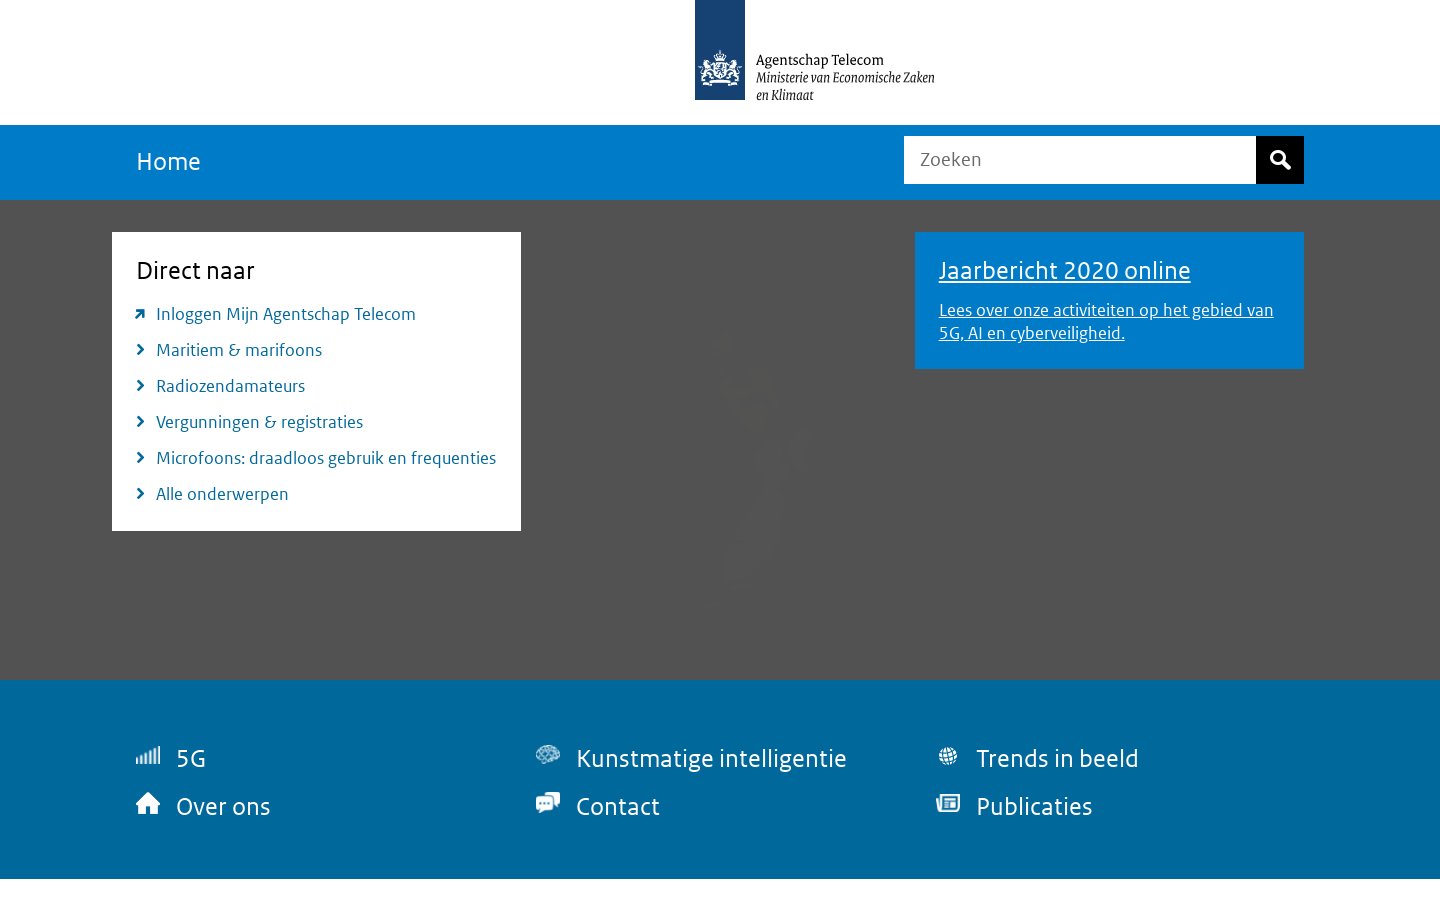 Agentschap Telecom
Ministerie van Economische Zaken
en Klimaat
Home
Zoeken
Direct naar
Inloggen Mijn Agentschap Telecom
Maritiem & marifoons
Radiozendamateurs
Vergunningen & registraties
Microfoons: draadloos gebruik en frequenties
Alle onderwerpen
Jaarbericht 2020 online
Lees over onze activiteiten op het gebied van
5G, AI en cyberveiligheid.
5G
Kunstmatige intelligentie
Trends in beeld
Over ons
Contact
Publicaties